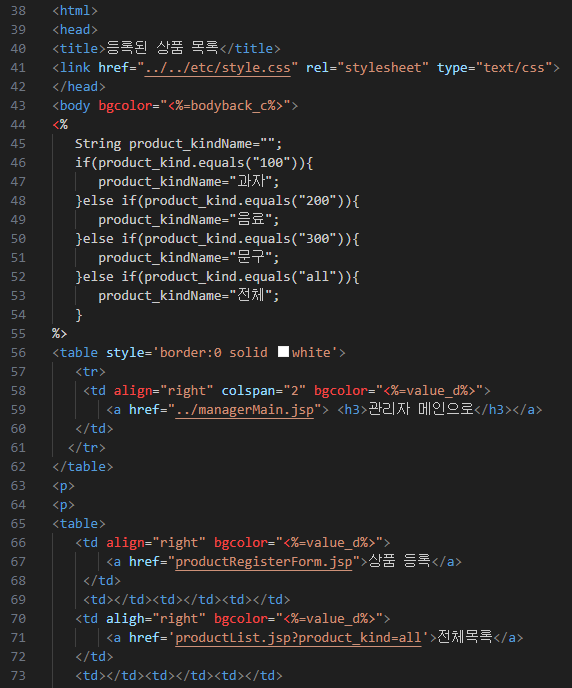 38 <html>
39 <head>
40 <title>등록된 상품 목록</title>
41 <link href="../../etc/style.css" rel="stylesheet" type="text/css">
42 </head>
43 <body bgcolor="<%=bodyback_c%>">
44 <%
45 String product_kindName="";
46 if(product_kind.equals("100")){
47 product_kindName="과자";
48 }else if(product_kind.equals("200")){
49 product_kindName="음료";
50 }else if(product_kind.equals("300")){
51 product_kindName="문구";
52 }else if(product_kind.equals("all")){
53 product_kindName="전체";
54 }
55 %>
56 <table style='border:0 solid white'>
57 <tr>
58 <td align="right" colspan="2" bgcolor="<%=value_d%>">
59 <a href="../managerMain.jsp"> <h3>관리자 메인으로</h3></a>
60 </td>
61 </tr>
62 </table>
63 <p>
64 <p>
65 <table>
66 <td align="right" bgcolor="<%=value_d%>">
67 <a href="productRegisterForm.jsp">상품 등록</a>
68 </td>
69 <td></td><td></td><td></td>
70 <td aligh="right" bgcolor="<%=value_d%>">
71 <a href='productList.jsp?product_kind=all'>전체목록</a>
72 </td>
73 <td></td><td></td><td></td>